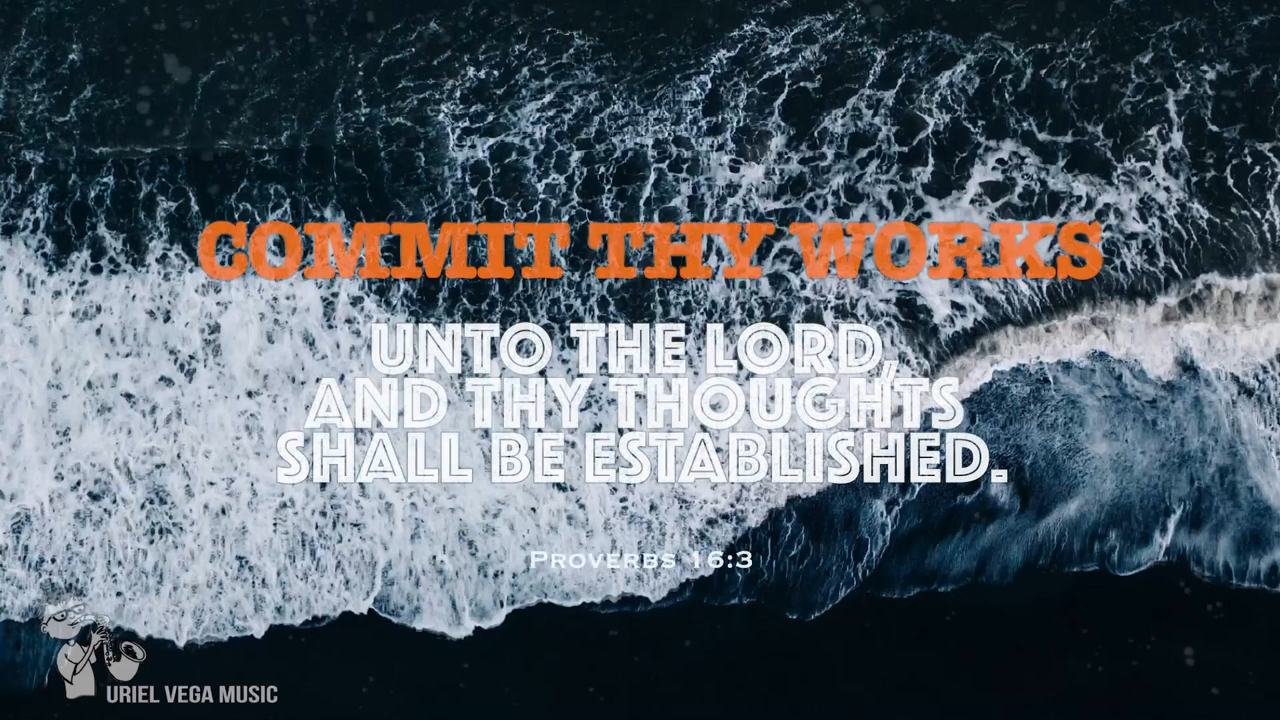 COMMIT THY WORKS
UNTO THE LORD,
AND THY THOUGHTS
SHALL BE ESTABLISHED.
PROVERBS 16:3
URIEL VEGA MUSIC